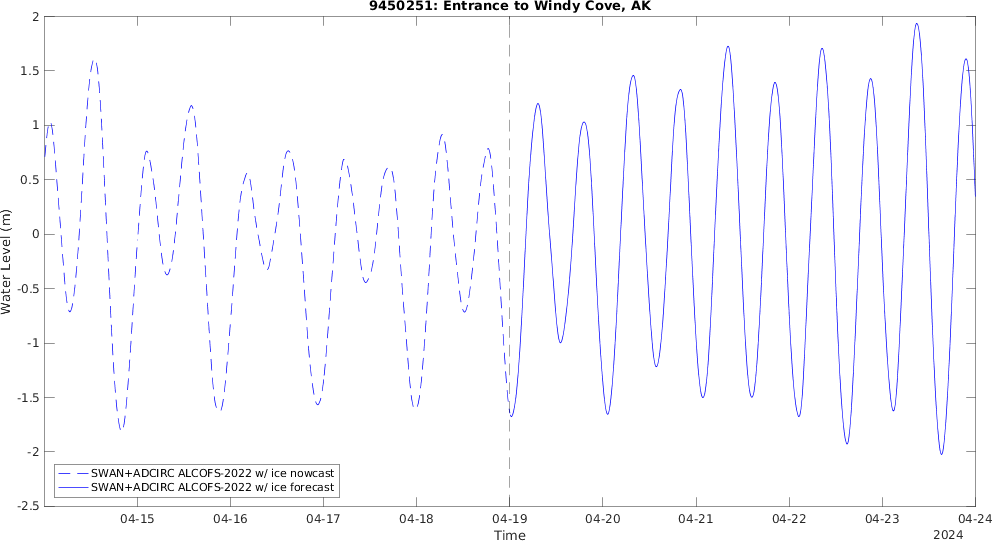 9450251: Entrance to Windy Cove, AK
2
1.5
1
0.5
0
-0.5
-1
-1.5
-2
-2.5
Water Level (m)
SWAN+ADCIRC ALCOFS-2022 w/ ice nowcast
SWAN+ADCIRC ALCOFS-2022 w/ ice forecast
04-15 04-16 04-17 04-18 04-19 04-20 04-21 04-22 04-23 04-24
Time
2024